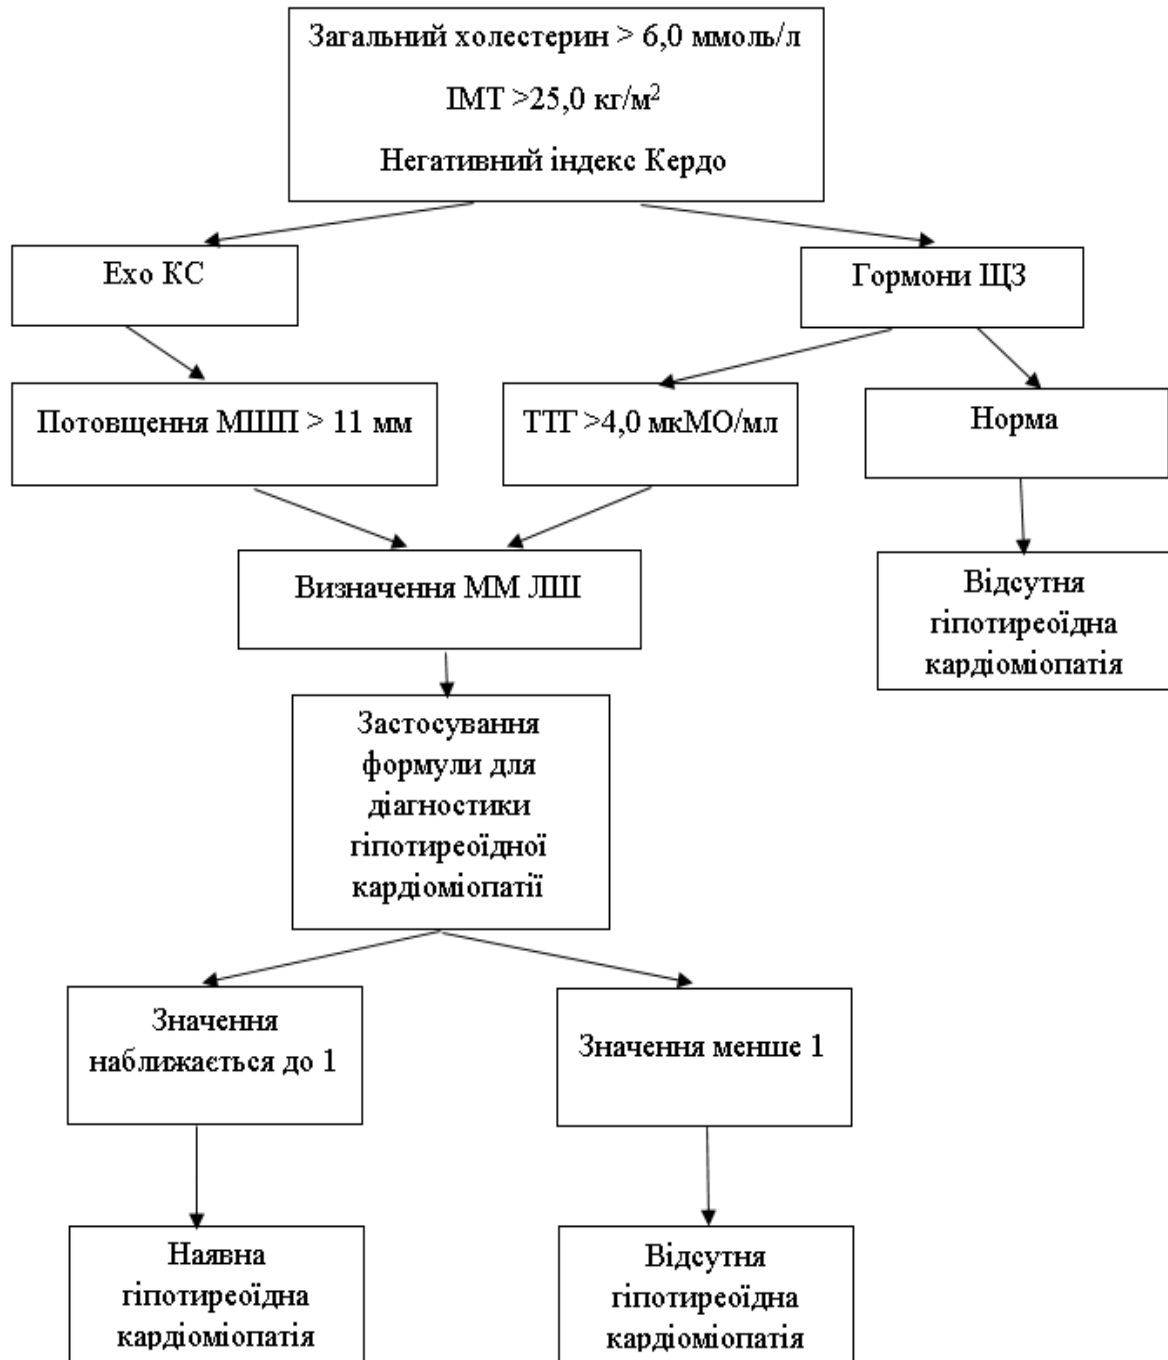 Загальний холестерин > 6,0 ммоль/л
ІМТ >25,0 кг/м²
Негативний індекс Кердо
Ехо КС
Гормони ЩЗ
Потовщення МШП > 11 мм
ТТГ >4,0 мкМО/мл
Норма
Визначення ММ ЛШ
Відсутня
гіпотиреоїдна
кардіоміопатія
Застосування
формули для
діагностики
гіпотиреоїдної
кардіоміопатії
Значення
наближається до 1
Значення менше 1
Наявна
гіпотиреоїдна
кардіоміопатія
Відсутня
гіпотиреоїдна
кардіоміопатія